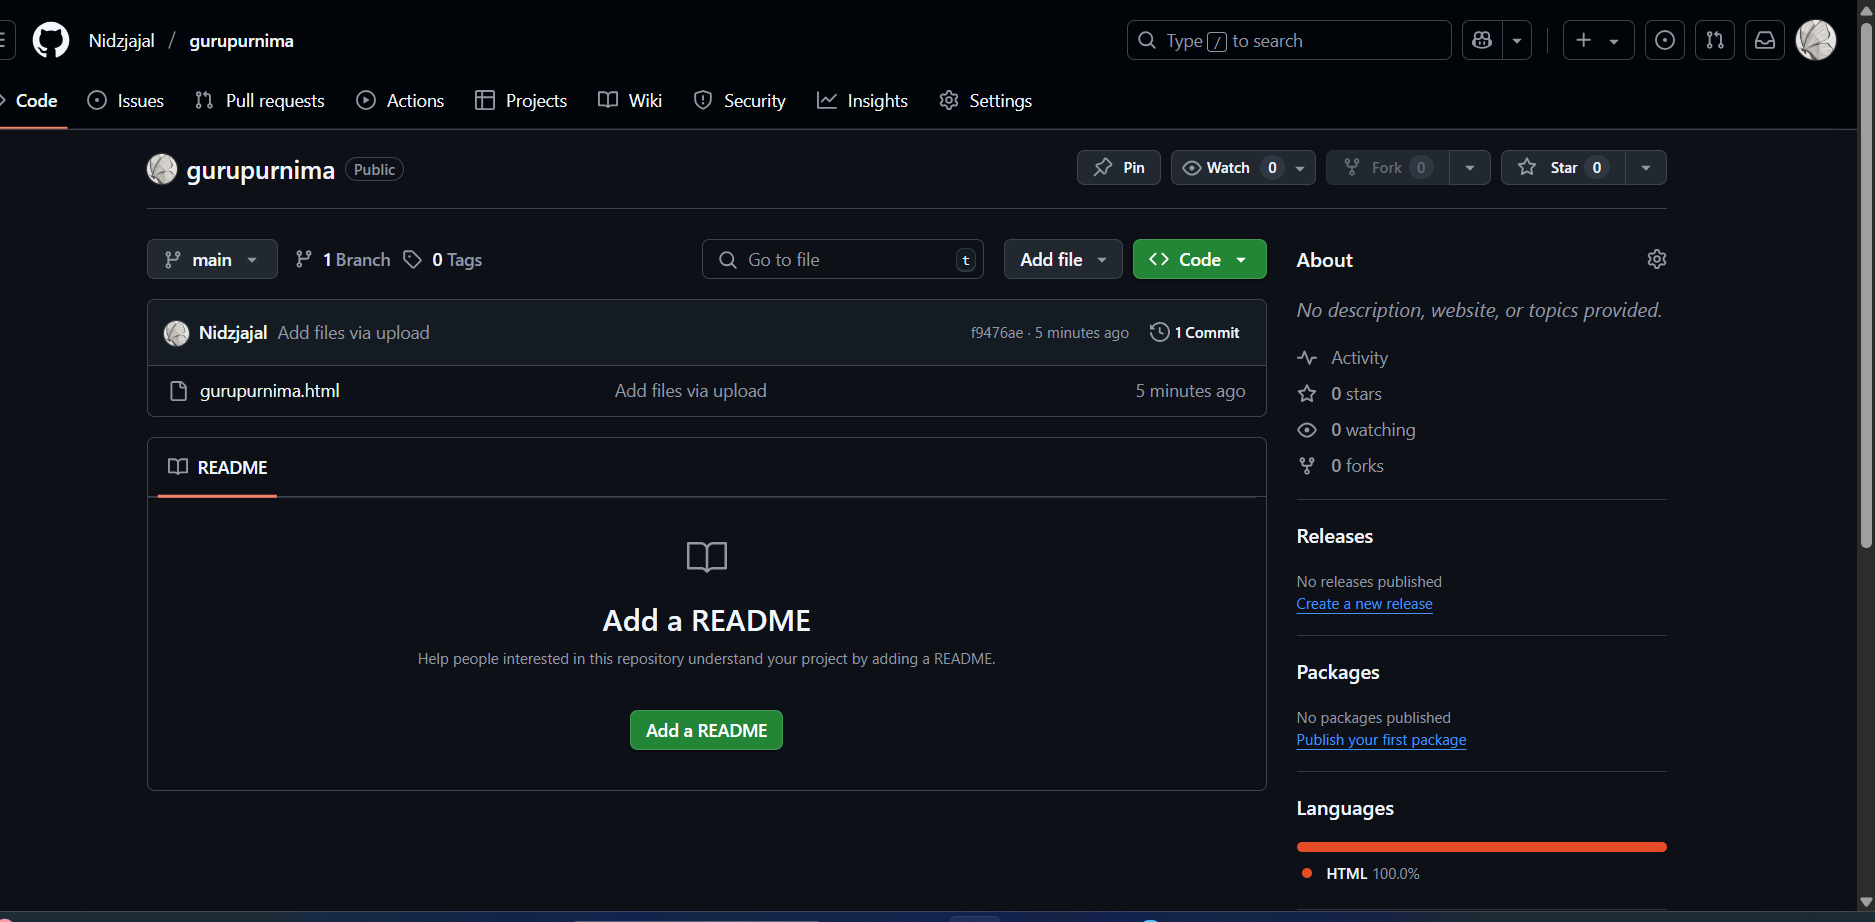 Nidzjajal / gurupurnima
Type / to search
Code
Issues
Pull requests
Actions
Projects
Wiki
Security
Insights
Settings
gurupurnima Public
Pin
Watch 0
Fork 0
Star 0
main
1 Branch
0 Tags
Go to file t
Add file
Code
Nidzjajal Add files via upload
f9476ae · 5 minutes ago
1 Commit
gurupurnima.html
Add files via upload
5 minutes ago
README
Add a README
Help people interested in this repository understand your project by adding a README.
Add a README
About
No description, website, or topics provided.
Activity
0 stars
0 watching
0 forks
Releases
No releases published
Create a new release
Packages
No packages published
Publish your first package
Languages
HTML 100.0%